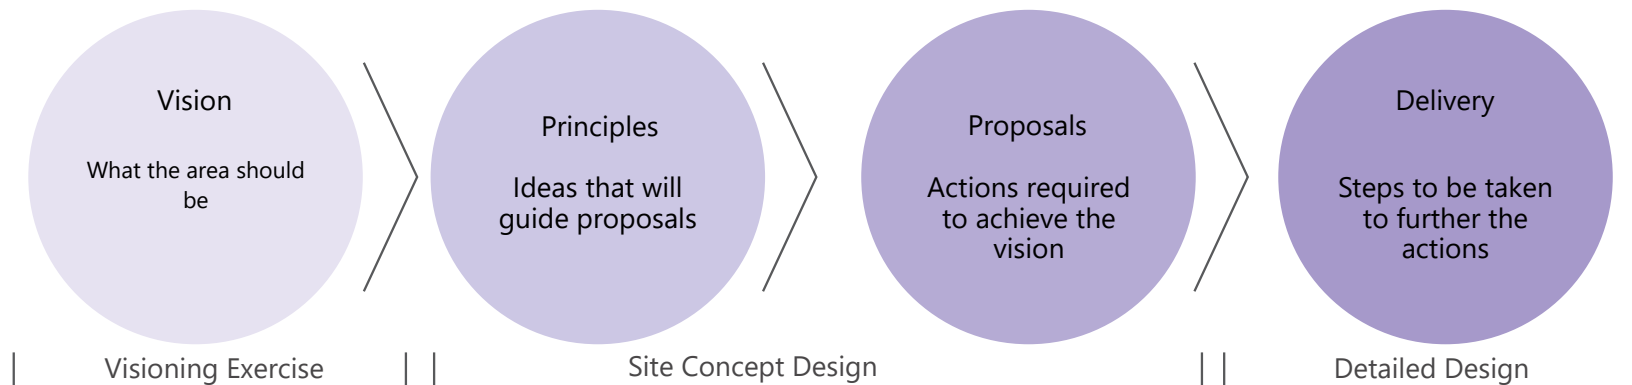 Vision
What the area should
be
Principles
Ideas that will
guide proposals
Proposals
Actions required
to achieve the
vision
Delivery
Steps to be taken
to further the
actions
Visioning Exercise
Site Concept Design
Detailed Design